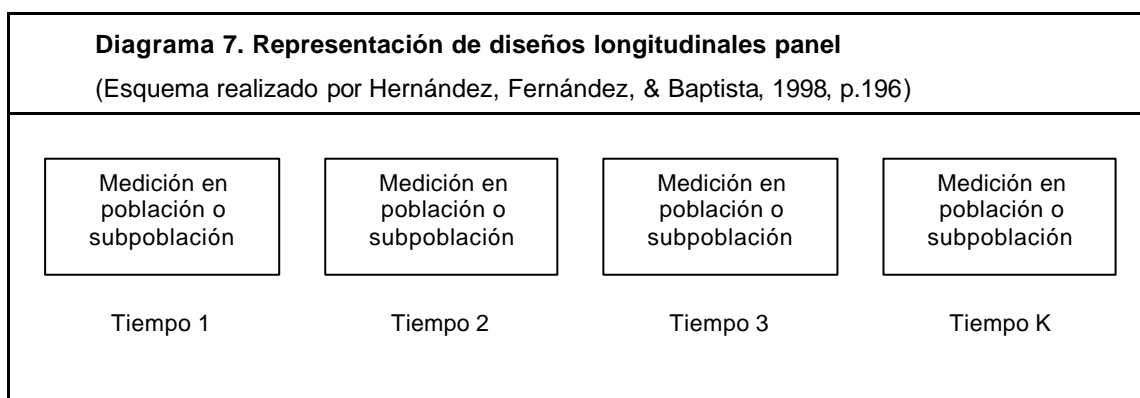 Diagrama 7. Representación de diseños longitudinales panel
(Esquema realizado por Hernández, Fernández, & Baptista, 1998, p.196)
Medición en
población o
subpoblación
Medición en
población o
subpoblación
Medición en
población o
subpoblación
Medición en
población o
subpoblación
Tiempo 1
Tiempo 2
Tiempo 3
Tiempo K